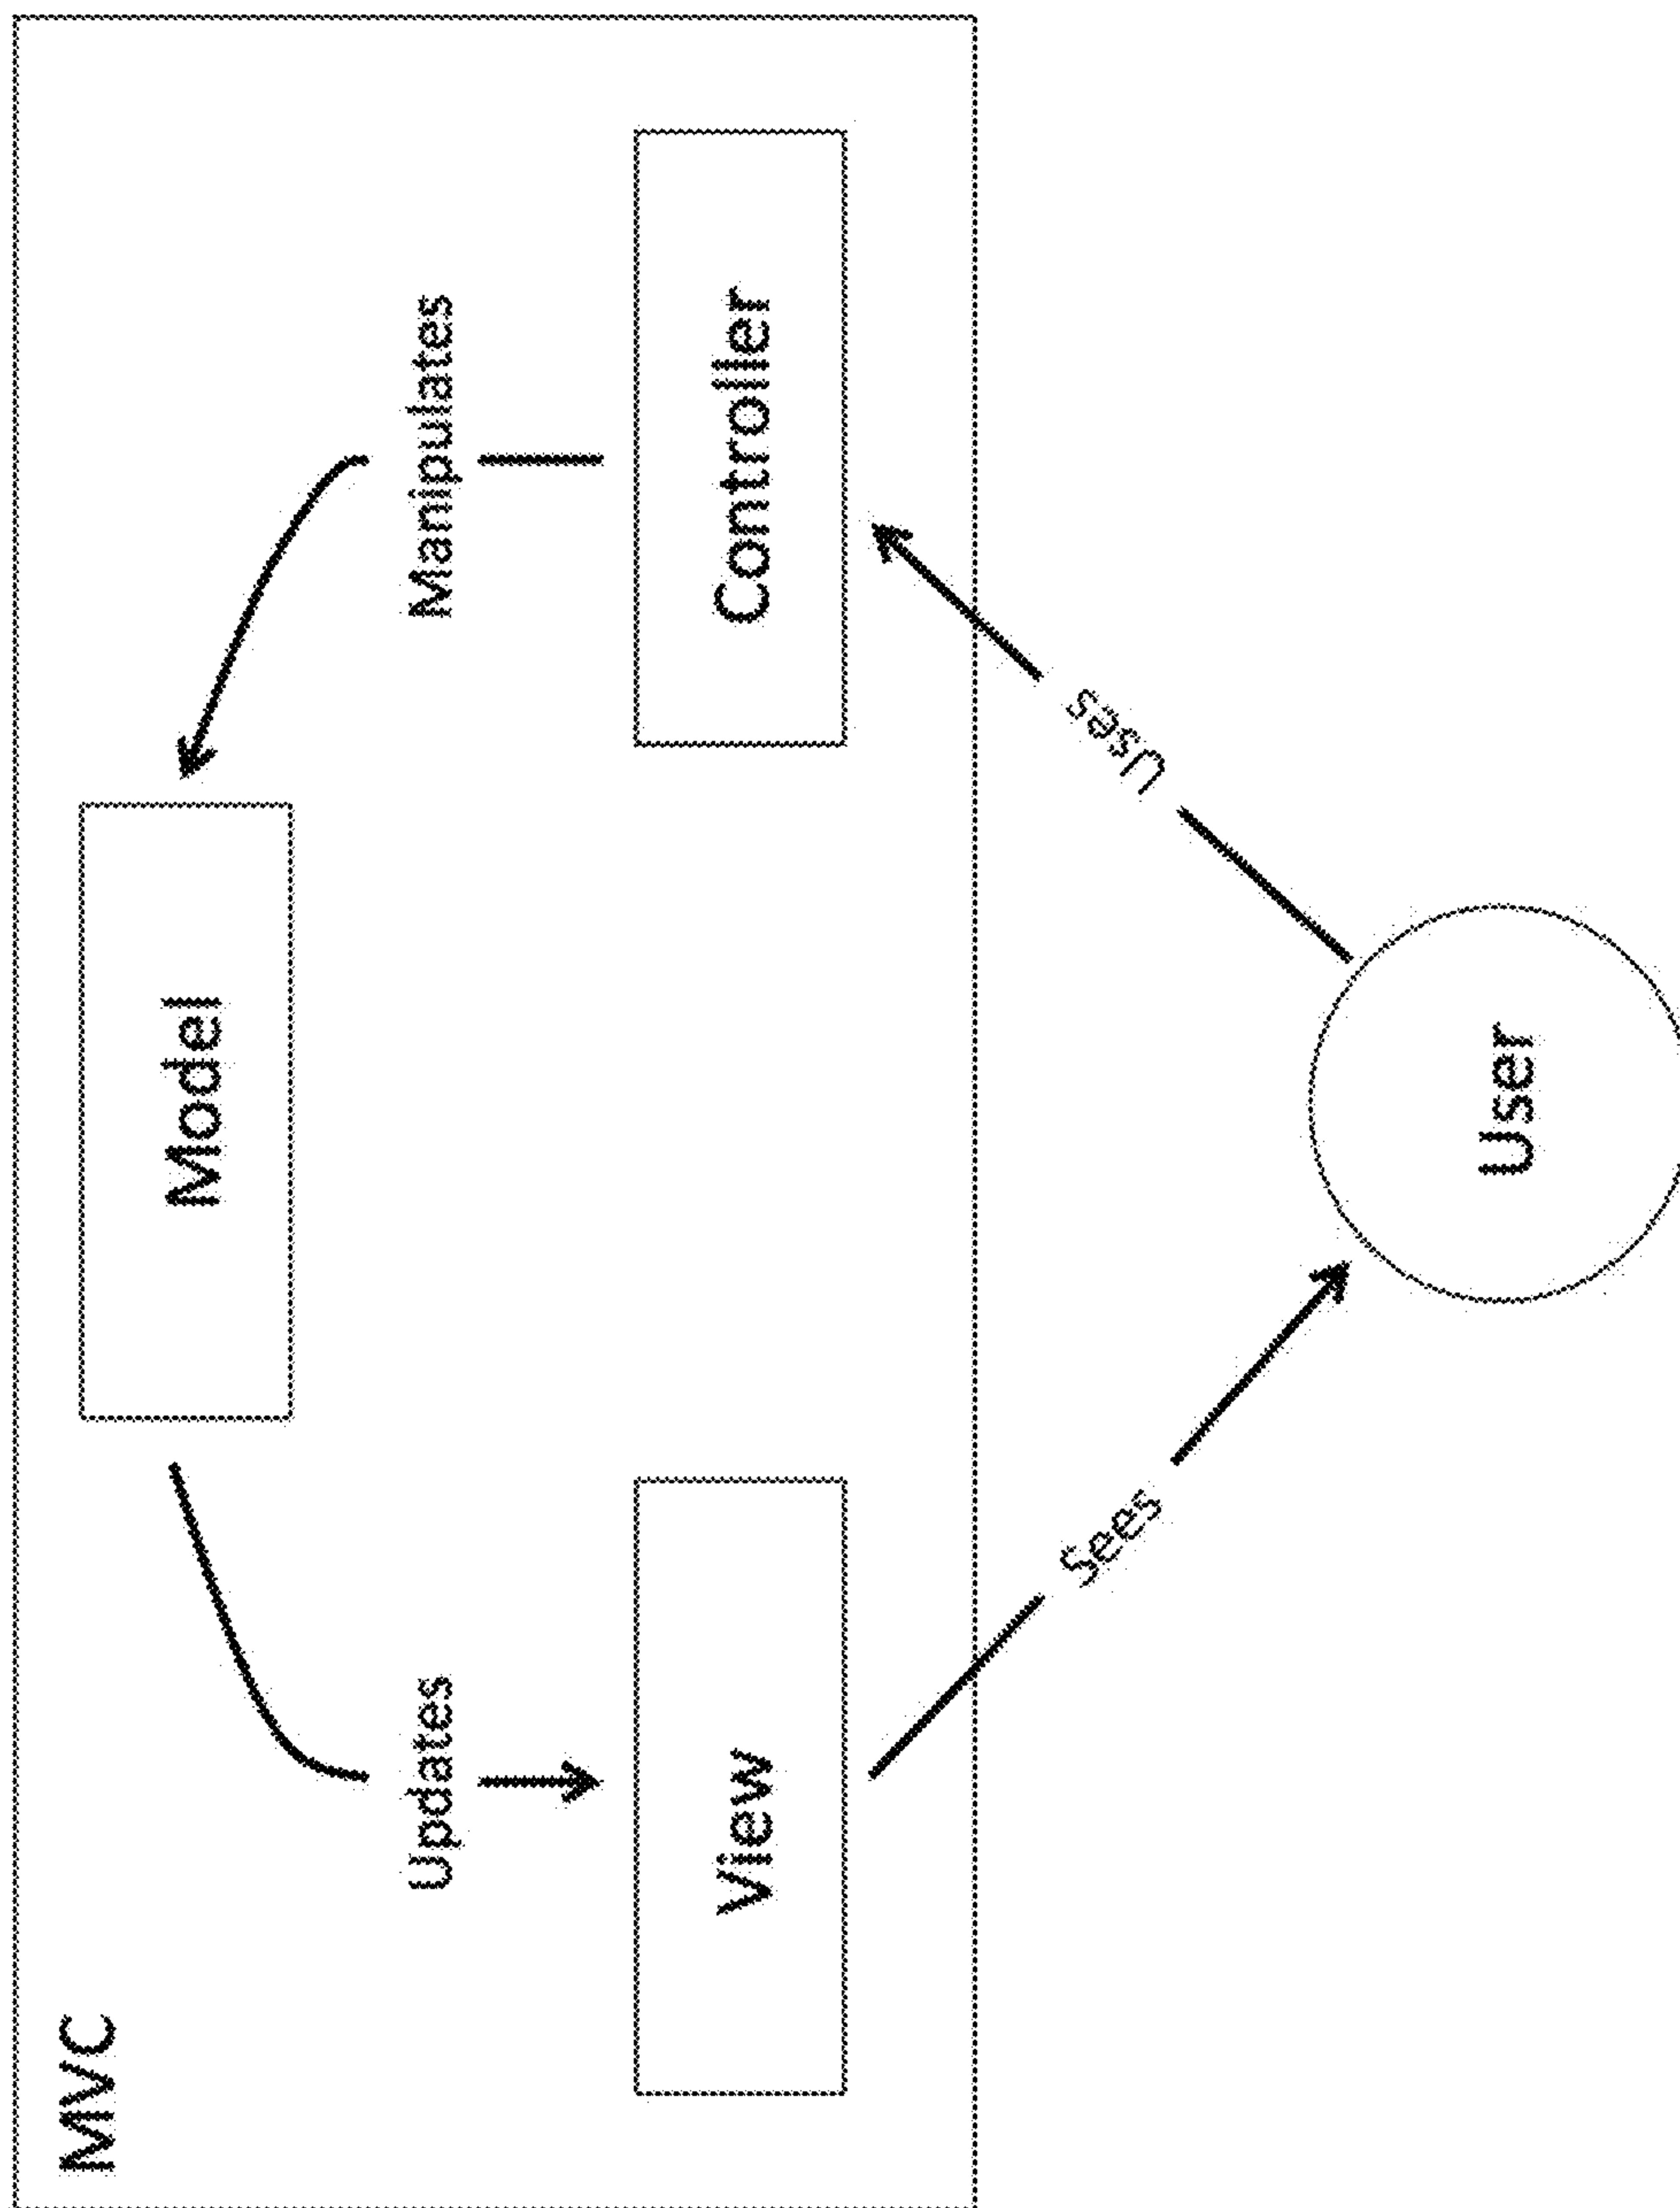 MVC
Model
Updates
Manipulates
View
Controller
Sees
Uses
User